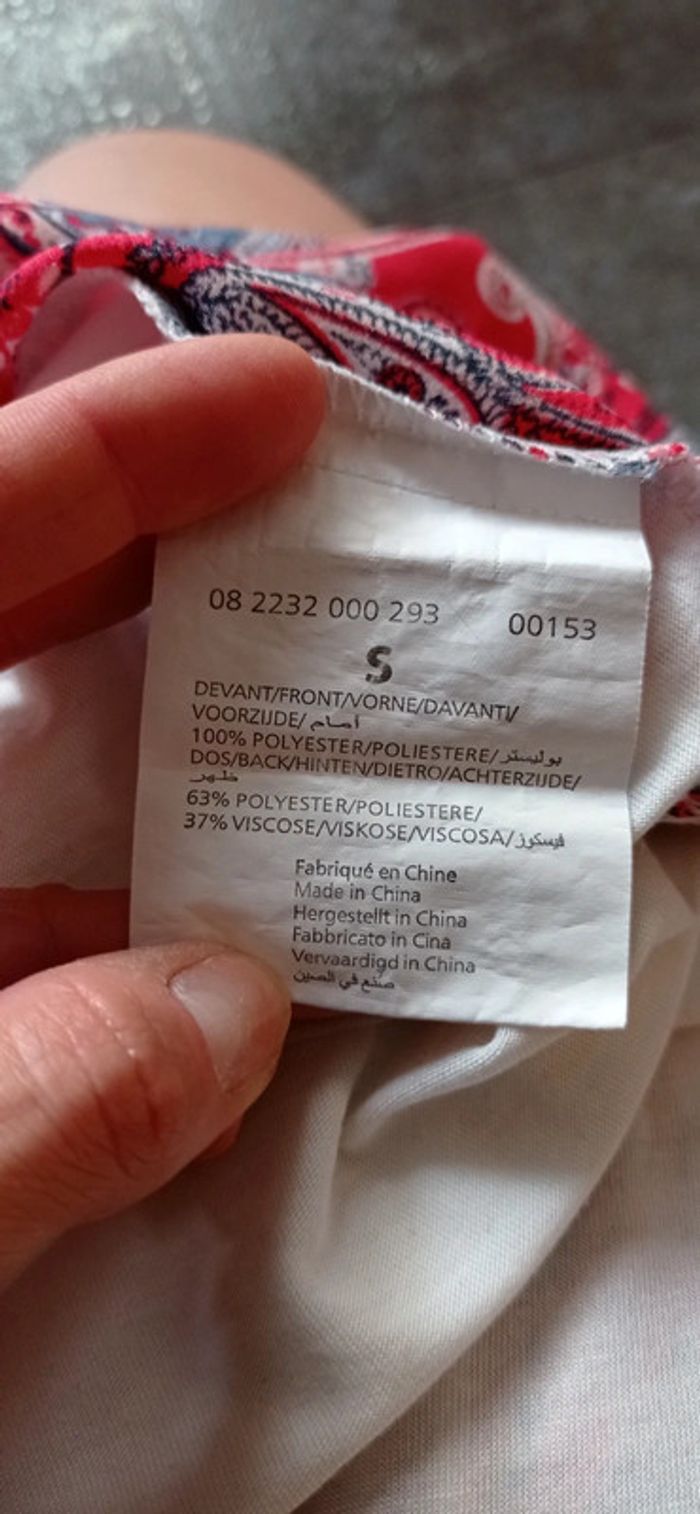 08 2232 000 293 00153
S
DEVANT/FRONT/VORNE/DAVANTI/
VOORZIJDE/ أمام
100% POLYESTER/POLIESTERE/ بوليستر
DOS/BACK/HINTEN/DIETRO/ACHTERZIJDE/
خلهر
63% POLYESTER/POLIESTERE/
37% VISCOSE/VISKOSE/VISCOSA/ فيسكوز
Fabriqué en Chine
Made in China
Hergestellt in China
Fabbricato in Cina
Vervaardigd in China
صنع في الصين